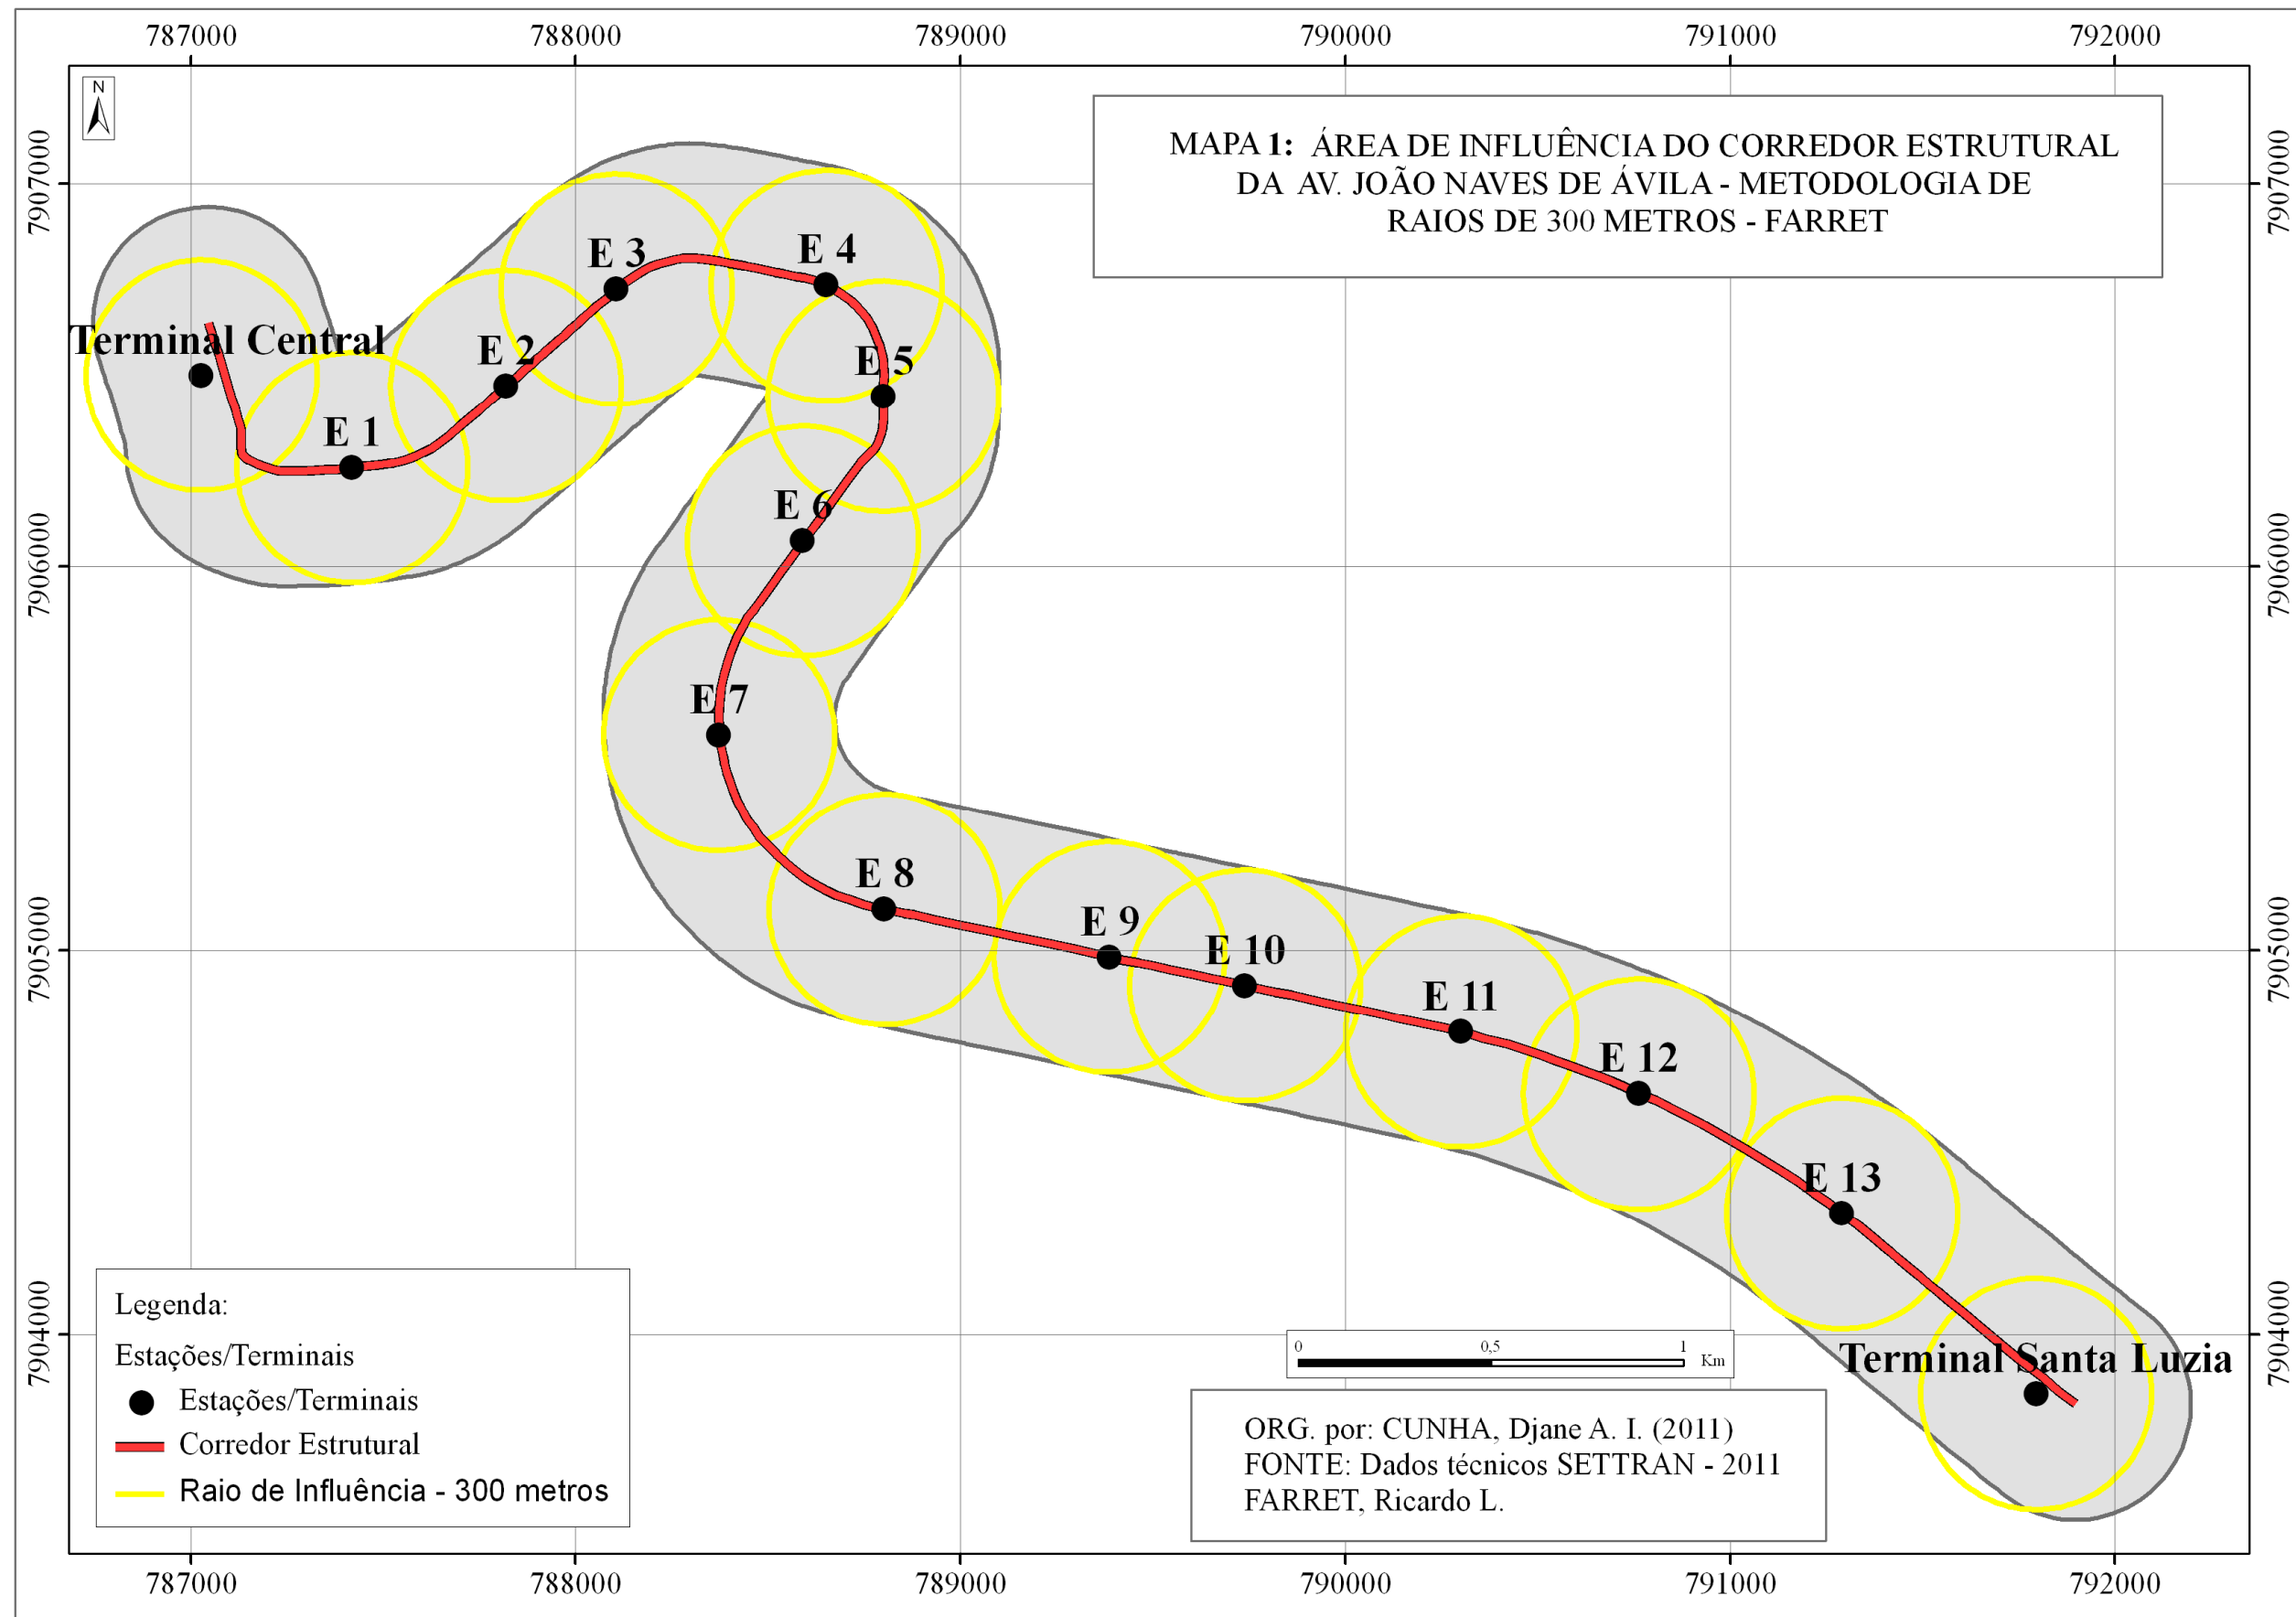 787000 788000 789000 790000 791000 792000
N
MAPA 1: ÁREA DE INFLUÊNCIA DO CORREDOR ESTRUTURAL
DA AV. JOÃO NAVES DE ÁVILA - METODOLOGIA DE
RAIOS DE 300 METROS - FARRET
7907000 7907000
E 3
E 4
Terminal Central
E 2
E 5
E 1
E 6
7906000 7906000
E 7
E 8
E 9
E 10
7905000 7905000
E 11
E 12
E 13
7904000 7904000
Terminal Santa Luzia
0 0,5 1 Km
Legenda:
Estações/Terminais
Estações/Terminais
Corredor Estrutural
Raio de Influência - 300 metros
ORG. por: CUNHA, Djane A. I. (2011)
FONTE: Dados técnicos SETTRAN - 2011
FARRET, Ricardo L.
787000 788000 789000 790000 791000 792000